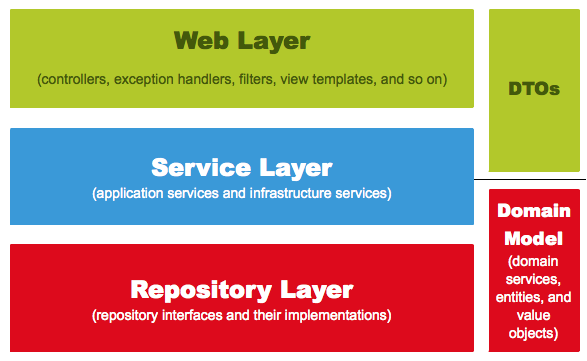 Web Layer
(controllers, exception handlers, filters, view templates, and so on)
DTOs
Service Layer
(application services and infrastructure services)
Repository Layer
(repository interfaces and their implementations)
Domain
Model
(domain
services,
entities, and
value
objects)